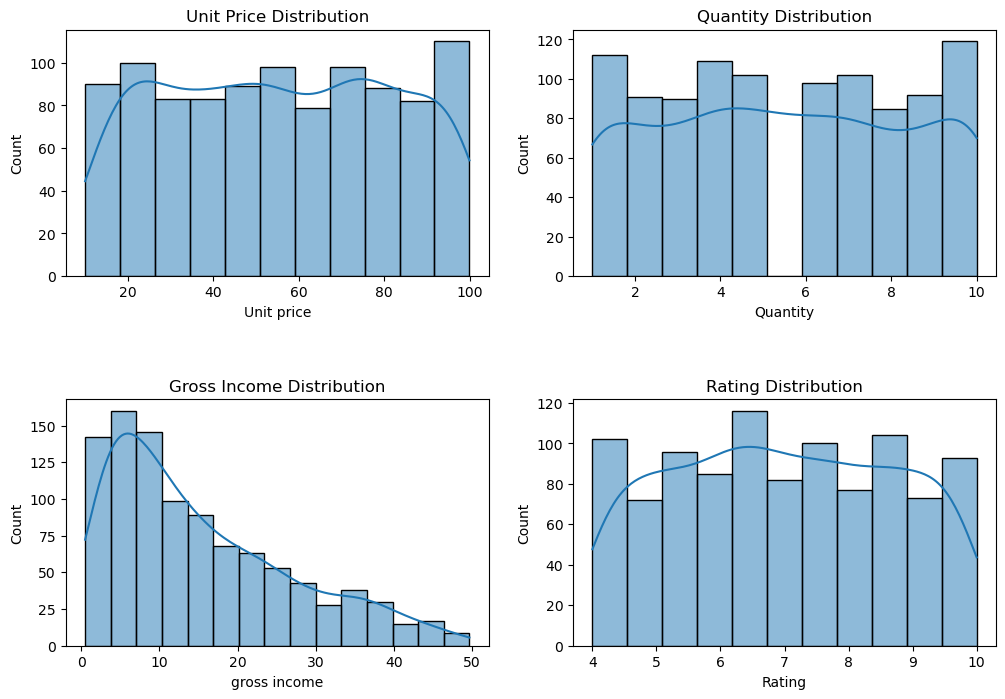 Unit Price Distribution
100
80
60
40
20
0
Count
20 40 60 80 100
Unit price
Quantity Distribution
120
100
80
60
40
20
0
Count
2 4 6 8 10
Quantity
Gross Income Distribution
150
125
100
75
50
25
0
Count
0 10 20 30 40 50
gross income
Rating Distribution
120
100
80
60
40
20
0
Count
4 5 6 7 8 9 10
Rating